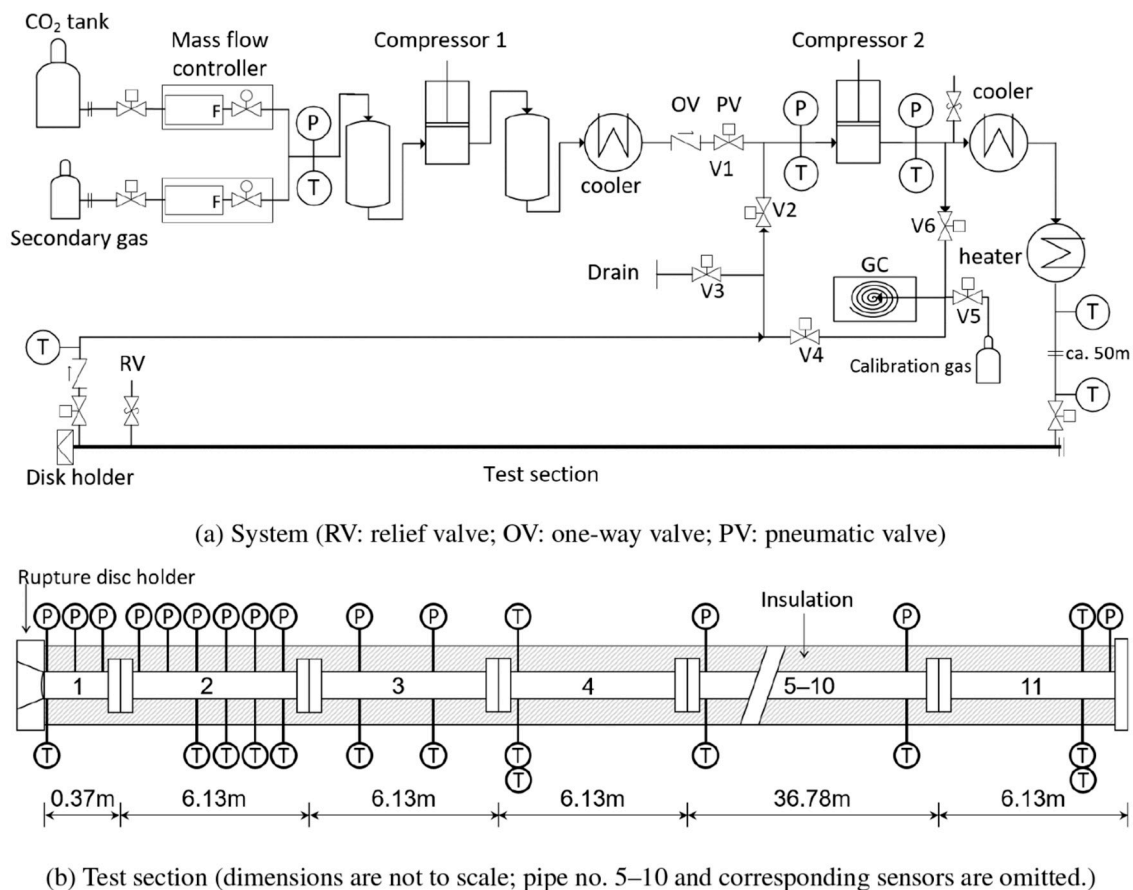 CO₂ tank
Mass flow
controller
F
Secondary gas
F
P
T
Compressor 1
cooler
OV
PV
V1
V2
Drain
V3
P
T
Compressor 2
P
T
cooler
V6
heater
GC
V5
V4
Calibration gas
T
ca. 50m
T
T
RV
Disk holder
Test section
(a) System (RV: relief valve; OV: one-way valve; PV: pneumatic valve)
Rupture disc holder
Insulation
P P P P P P P P P P P T P P T P
1 2 3 4 5–10 11
T T T T T T T T T T T
T T
0.37m 6.13m 6.13m 6.13m 36.78m 6.13m
(b) Test section (dimensions are not to scale; pipe no. 5–10 and corresponding sensors are omitted.)